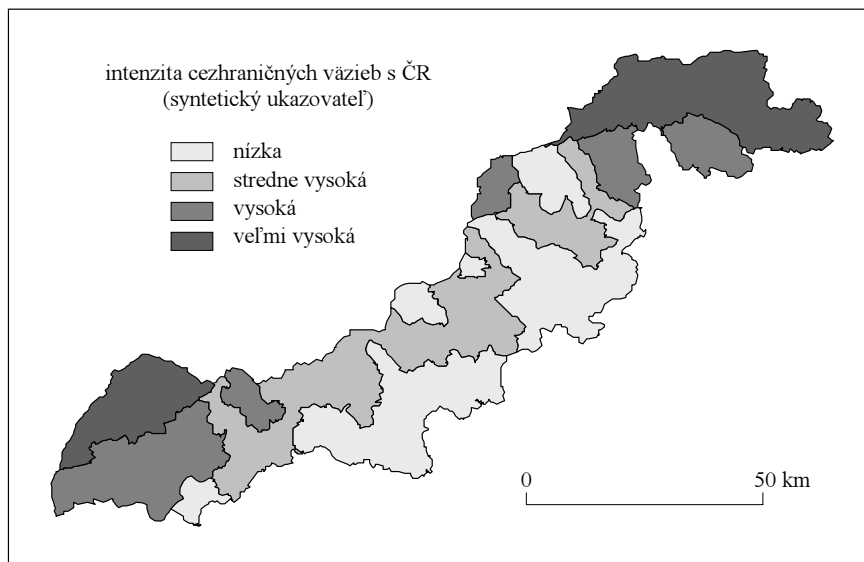 intenzita cezhraničných väzieb s ČR
(syntetický ukazovateľ)
nízka
stredne vysoká
vysoká
veľmi vysoká
0 50 km